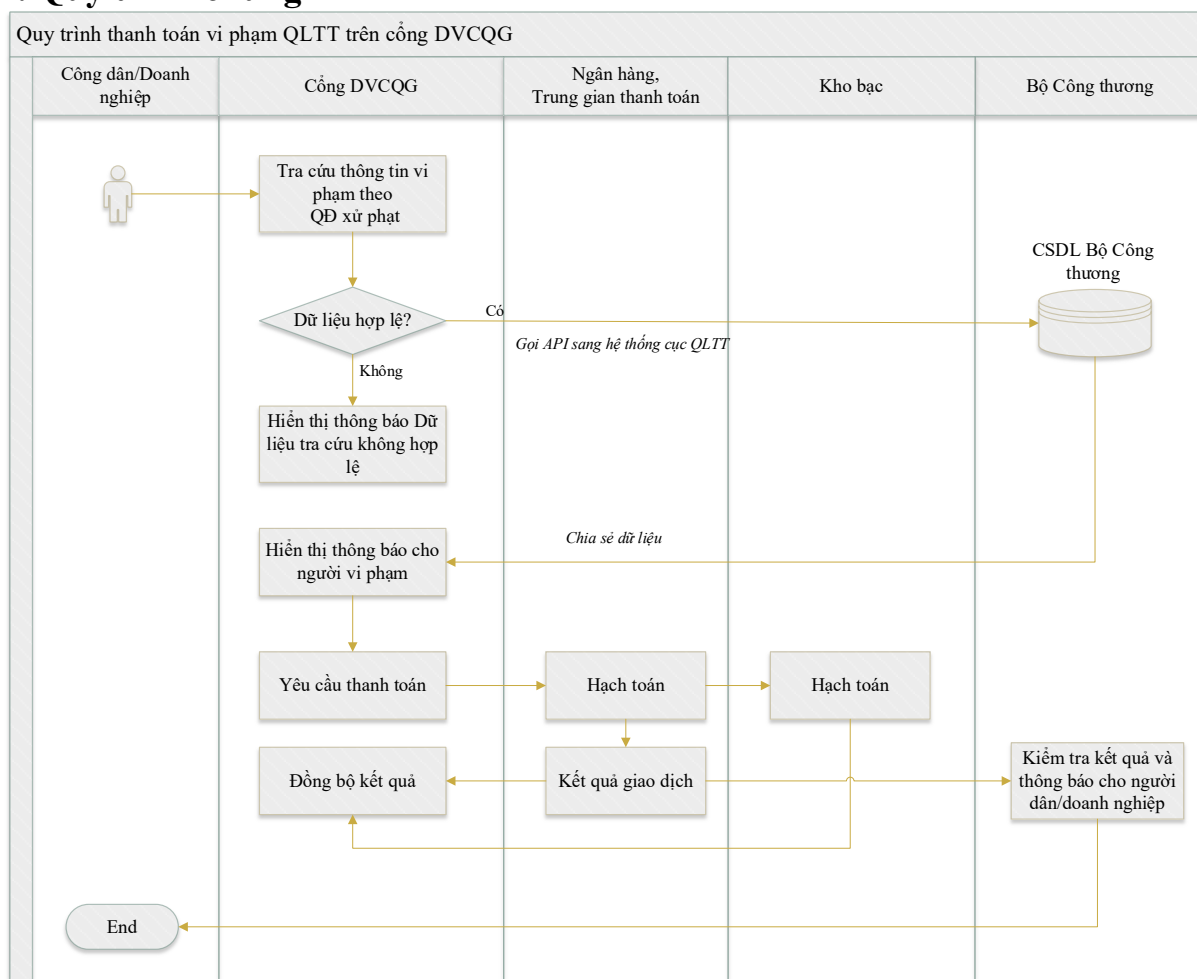 Quy trình thanh toán vi phạm QLTT trên cổng DVCQG
Công dân/Doanh
nghiệp
Cổng DVCQG
Ngân hàng,
Trung gian thanh toán
Kho bạc
Bộ Công thương
Tra cứu thông tin vi
phạm theo
QĐ xử phạt
CSDL Bộ Công
thương
Dữ liệu hợp lệ?
Có
Gọi API sang hệ thống cục QLTT
Không
Hiển thị thông báo Dữ
liệu tra cứu không hợp
lệ
Chia sẻ dữ liệu
Hiển thị thông báo cho
người vi phạm
Yêu cầu thanh toán
Hạch toán
Hạch toán
Đồng bộ kết quả
Kết quả giao dịch
Kiểm tra kết quả và
thông báo cho người
dân/doanh nghiệp
End